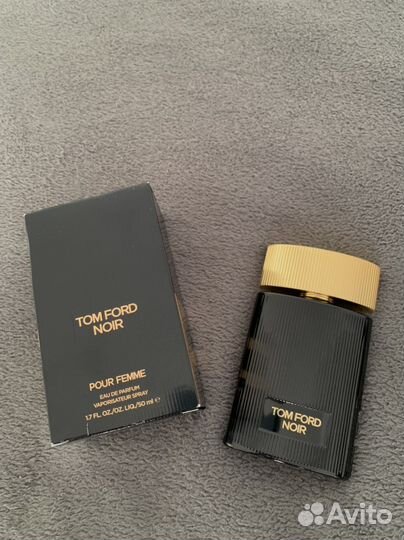 TOM FORD
NOIR
POUR FEMME
EAU DE PARFUM
VAPORISATEUR SPRAY
1.7 FL. OZ./OZ. LIQ./50 ml ℮
TOM FORD
NOIR
Avito